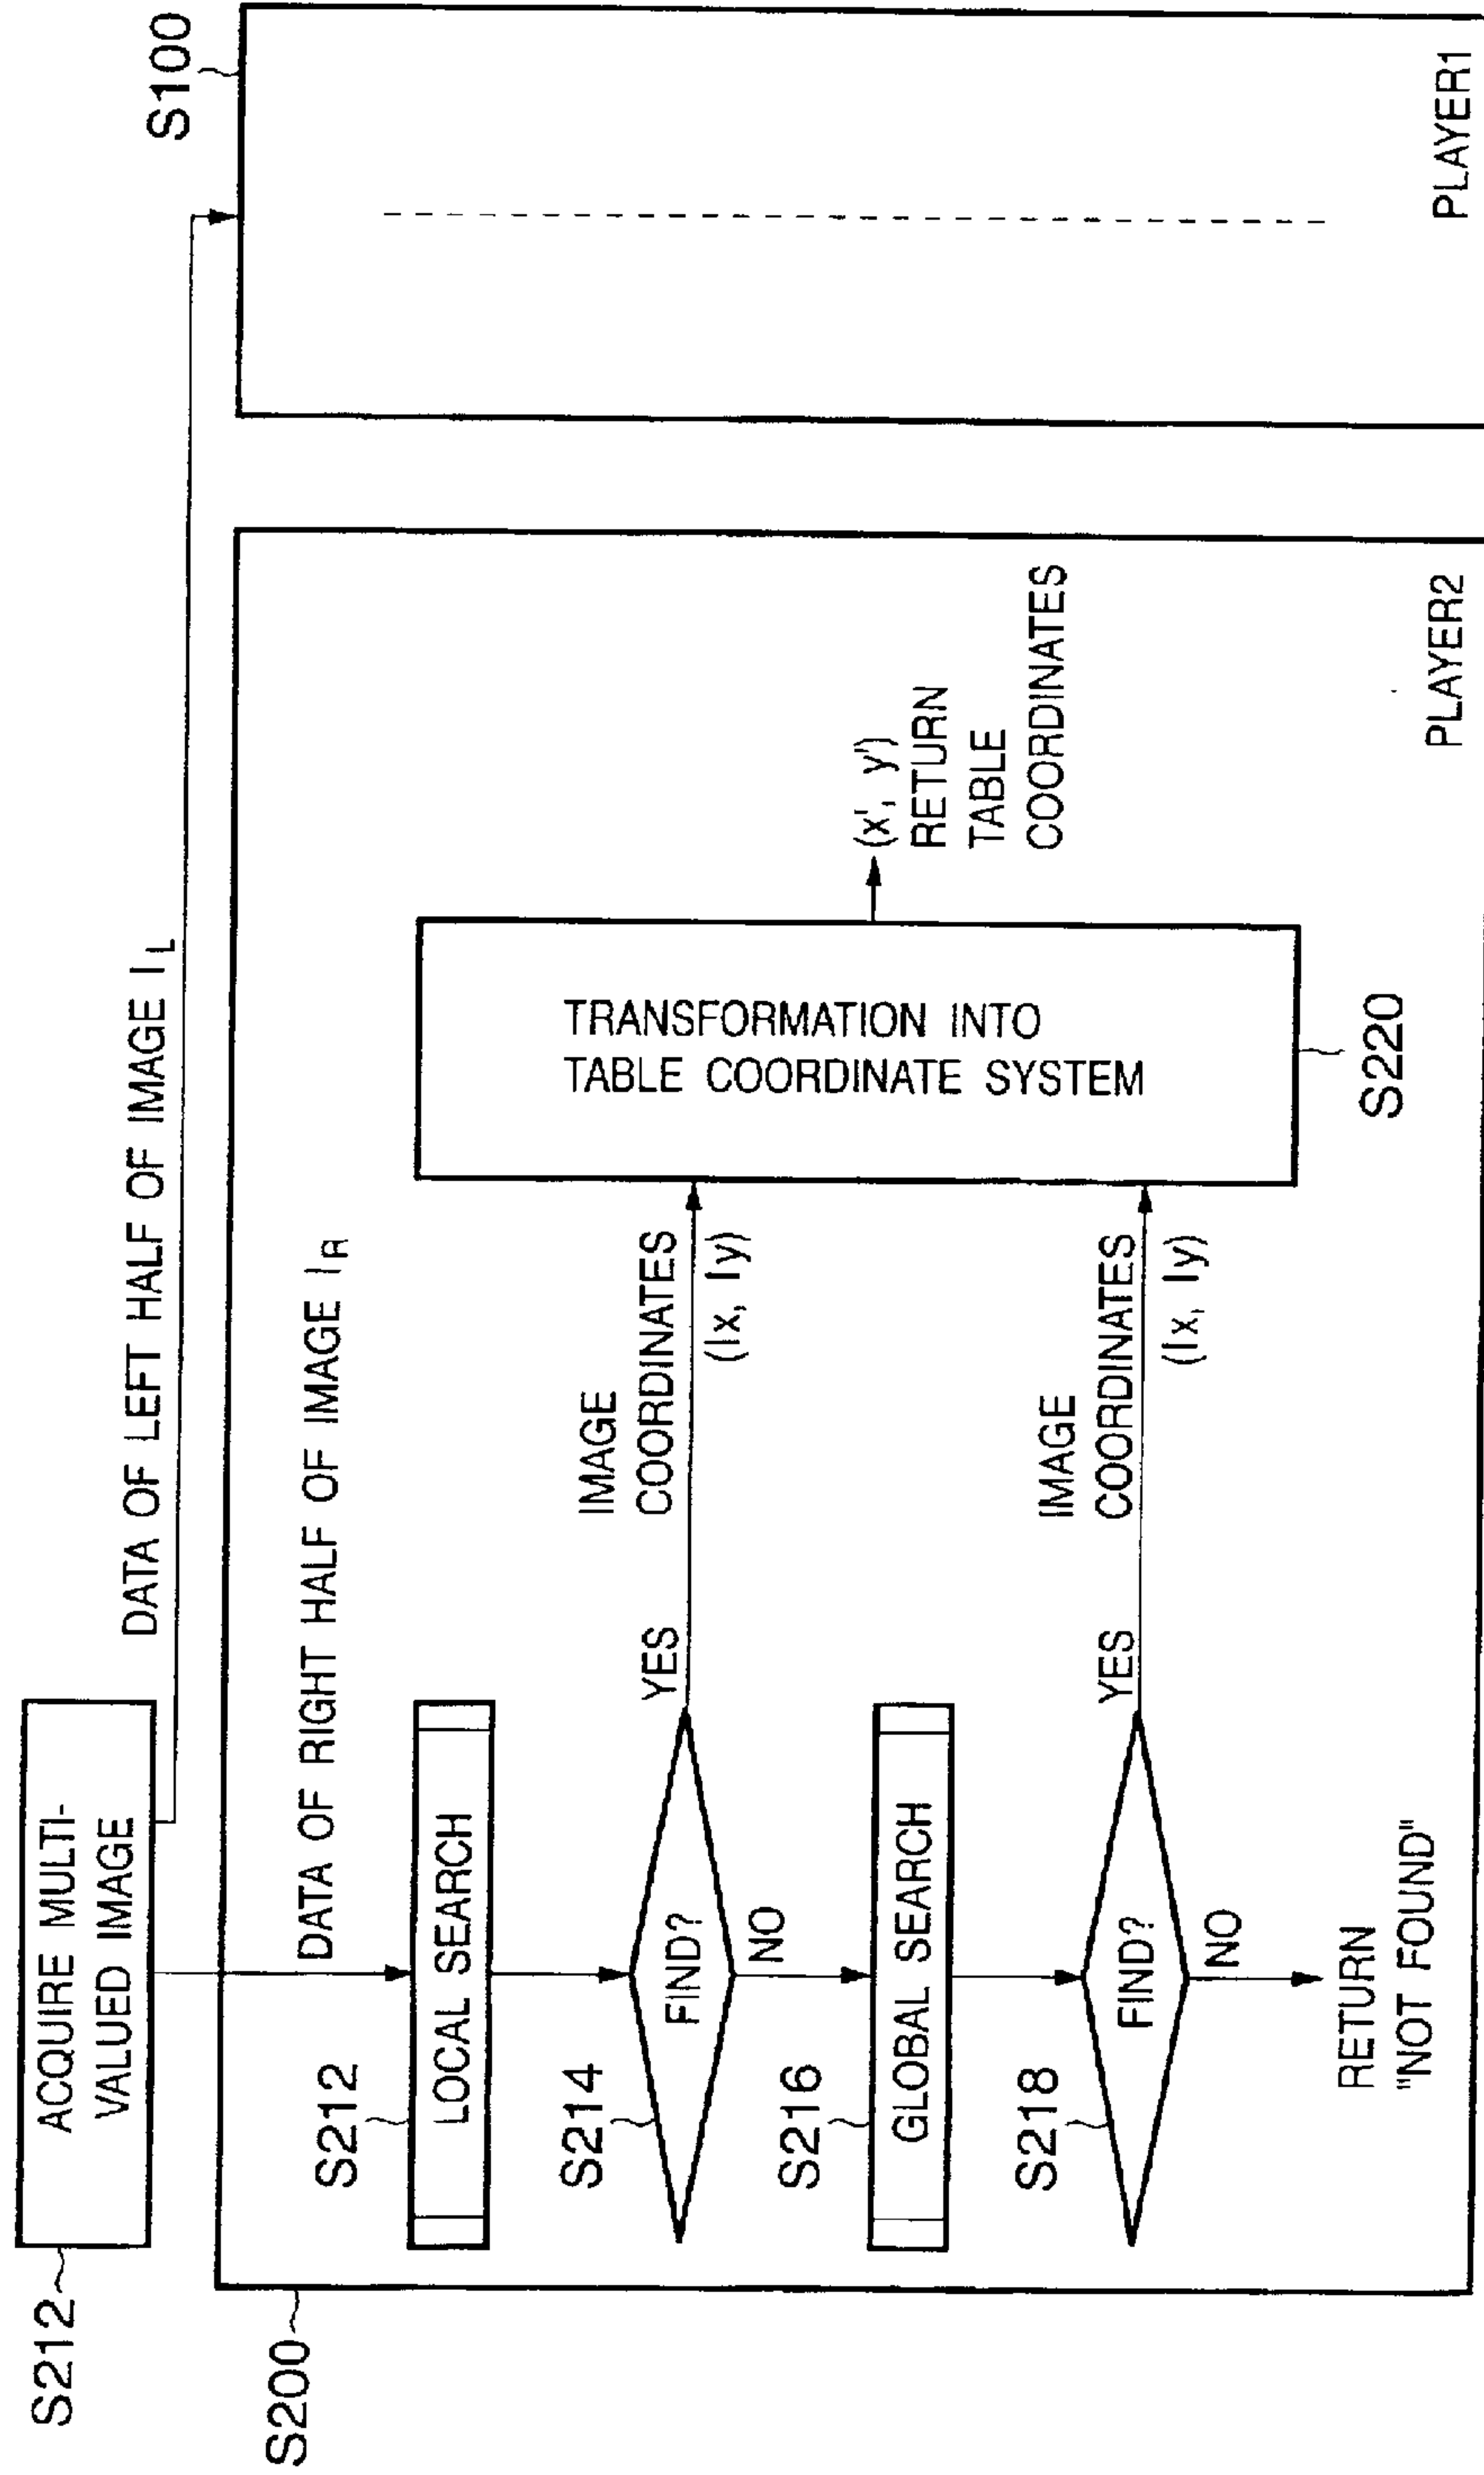 S212
ACQUIRE MULTI-
VALUED IMAGE
DATA OF LEFT HALF OF IMAGE IL
S100
S200
DATA OF RIGHT HALF OF IMAGE IR
S212
LOCAL SEARCH
S214
FIND?
YES
IMAGE
COORDINATES
(Ix, Iy)
NO
S216
GLOBAL SEARCH
S218
FIND?
YES
IMAGE
COORDINATES
(Ix, Iy)
NO
RETURN
"NOT FOUND"
TRANSFORMATION INTO
TABLE COORDINATE SYSTEM
S220
(x', y')
RETURN
TABLE
COORDINATES
PLAYER2
PLAYER1